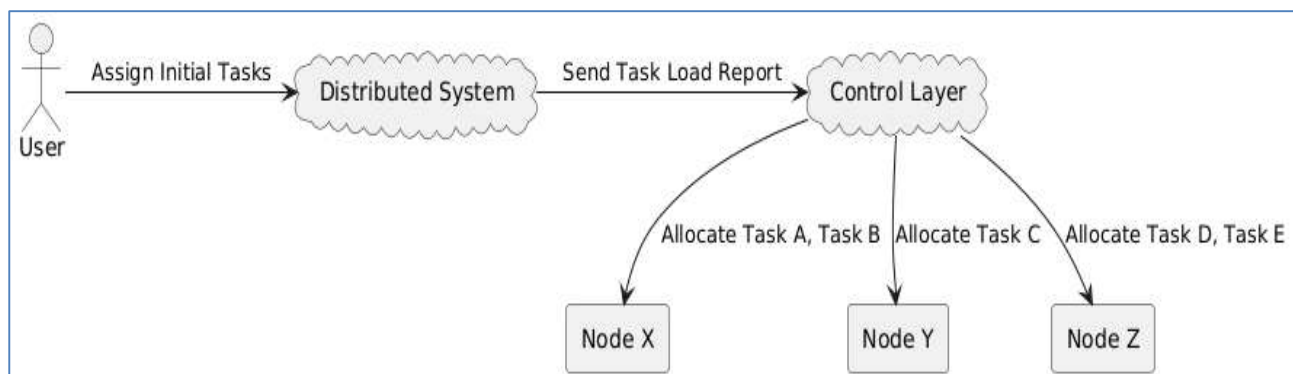 Assign Initial Tasks
Distributed System
Send Task Load Report
Control Layer
User
Allocate Task A, Task B
Allocate Task C
Allocate Task D, Task E
Node X
Node Y
Node Z